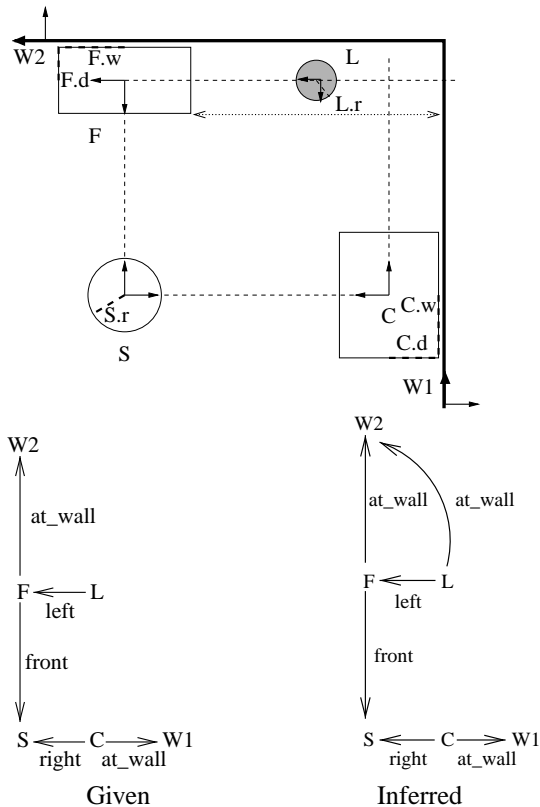 W2
F.w
L
F.d
L.r
F
C.w
C
S.r
C.d
S
W1
W2
at_wall
F L
left
front
S C W1
right at_wall
Given
W2
at_wall at_wall
F L
left
front
S C W1
right at_wall
Inferred